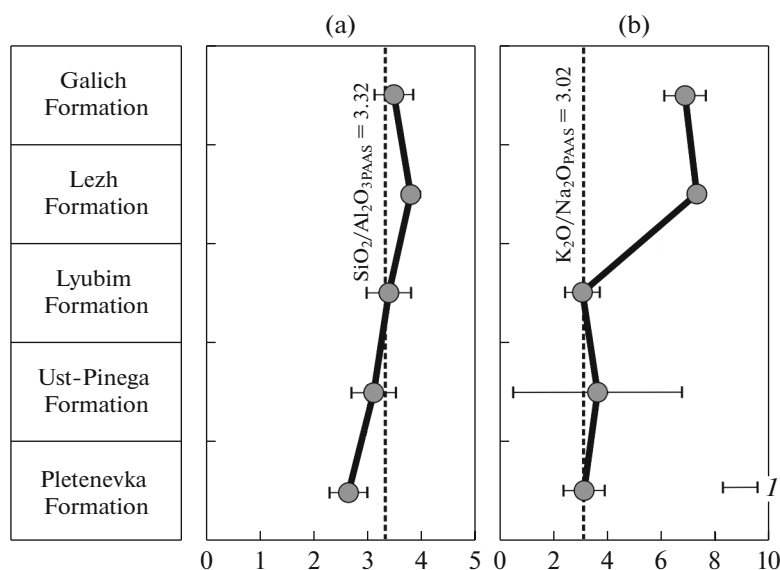 (a)
(b)
Galich
Formation
Lezh
Formation
Lyubim
Formation
Ust-Pinega
Formation
Pletenevka
Formation
SiO₂/Al₂O₃PAAS = 3.32
K₂O/Na₂OPAAS = 3.02
1
0 1 2 3 4 5
0 2 4 6 8 10